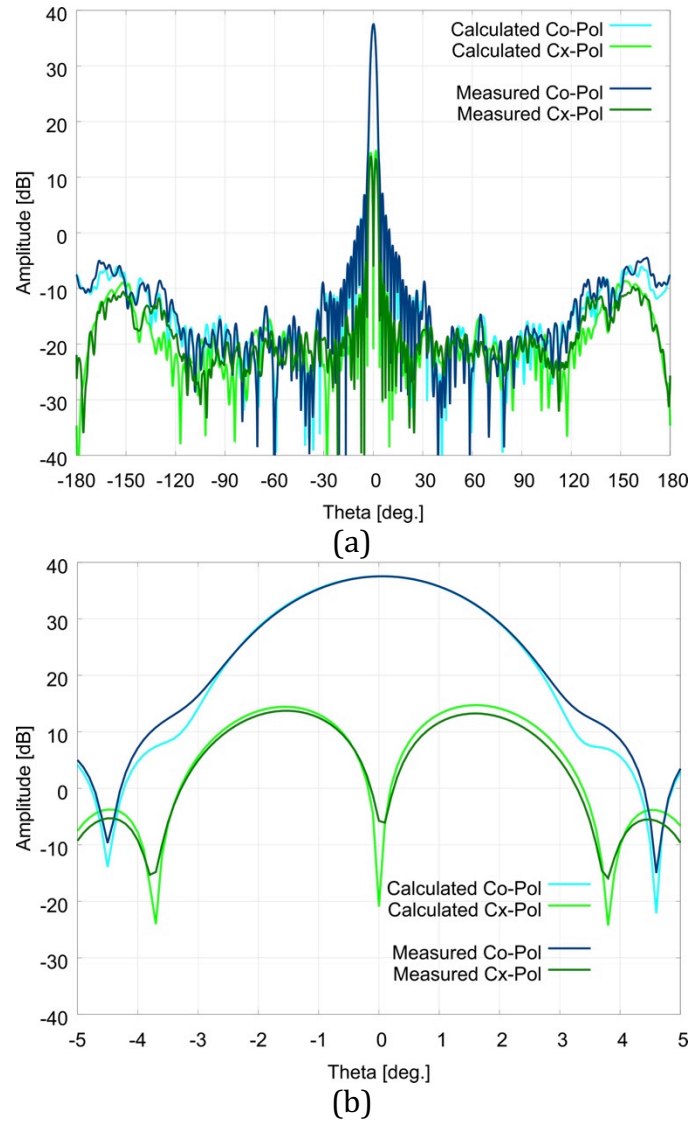 40
30
20
10
0
-10
-20
-30
-40
Amplitude [dB]
Calculated Co-Pol
Calculated Cx-Pol
Measured Co-Pol
Measured Cx-Pol
-180 -150 -120 -90 -60 -30 0 30 60 90 120 150 180
Theta [deg.]
(a)
40
30
20
10
0
-10
-20
-30
-40
Amplitude [dB]
Calculated Co-Pol
Calculated Cx-Pol
Measured Co-Pol
Measured Cx-Pol
-5 -4 -3 -2 -1 0 1 2 3 4 5
Theta [deg.]
(b)